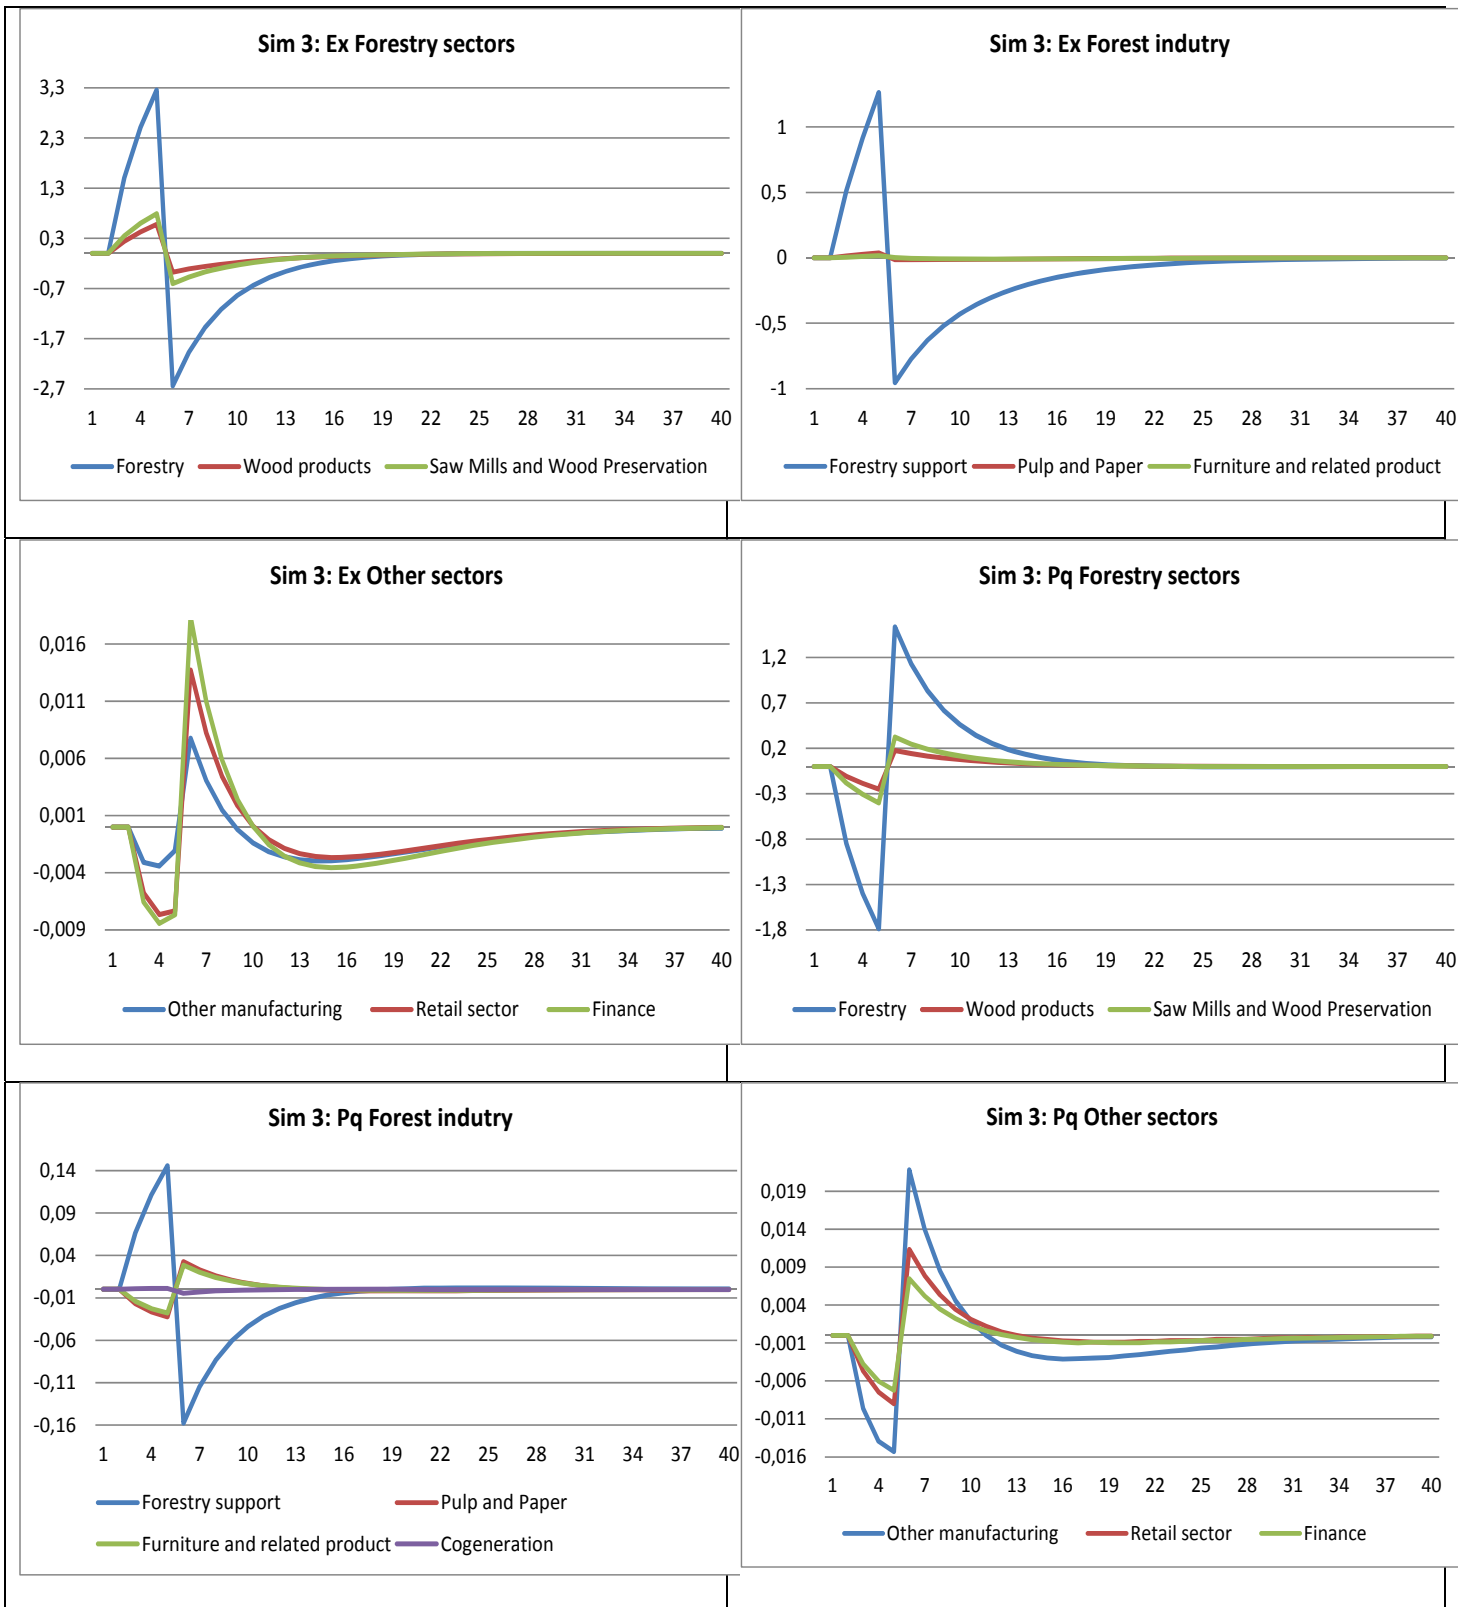 Sim 3: Ex Forestry sectors
3,3
2,3
1,3
0,3
-0,7
-1,7
-2,7
1 4 7 10 13 16 19 22 25 28 31 34 37 40
Forestry Wood products Saw Mills and Wood Preservation
Sim 3: Ex Forest indutry
1
0,5
0
-0,5
-1
1 4 7 10 13 16 19 22 25 28 31 34 37 40
Forestry support Pulp and Paper Furniture and related product
Sim 3: Ex Other sectors
0,016
0,011
0,006
0,001
-0,004
-0,009
1 4 7 10 13 16 19 22 25 28 31 34 37 40
Other manufacturing Retail sector Finance
Sim 3: Pq Forestry sectors
1,2
0,7
0,2
-0,3
-0,8
-1,3
-1,8
1 4 7 10 13 16 19 22 25 28 31 34 37 40
Forestry Wood products Saw Mills and Wood Preservation
Sim 3: Pq Forest indutry
0,14
0,09
0,04
-0,01
-0,06
-0,11
-0,16
1 4 7 10 13 16 19 22 25 28 31 34 37 40
Forestry support Pulp and Paper
Furniture and related product Cogeneration
Sim 3: Pq Other sectors
0,019
0,014
0,009
0,004
-0,001
-0,006
-0,011
-0,016
1 4 7 10 13 16 19 22 25 28 31 34 37 40
Other manufacturing Retail sector Finance